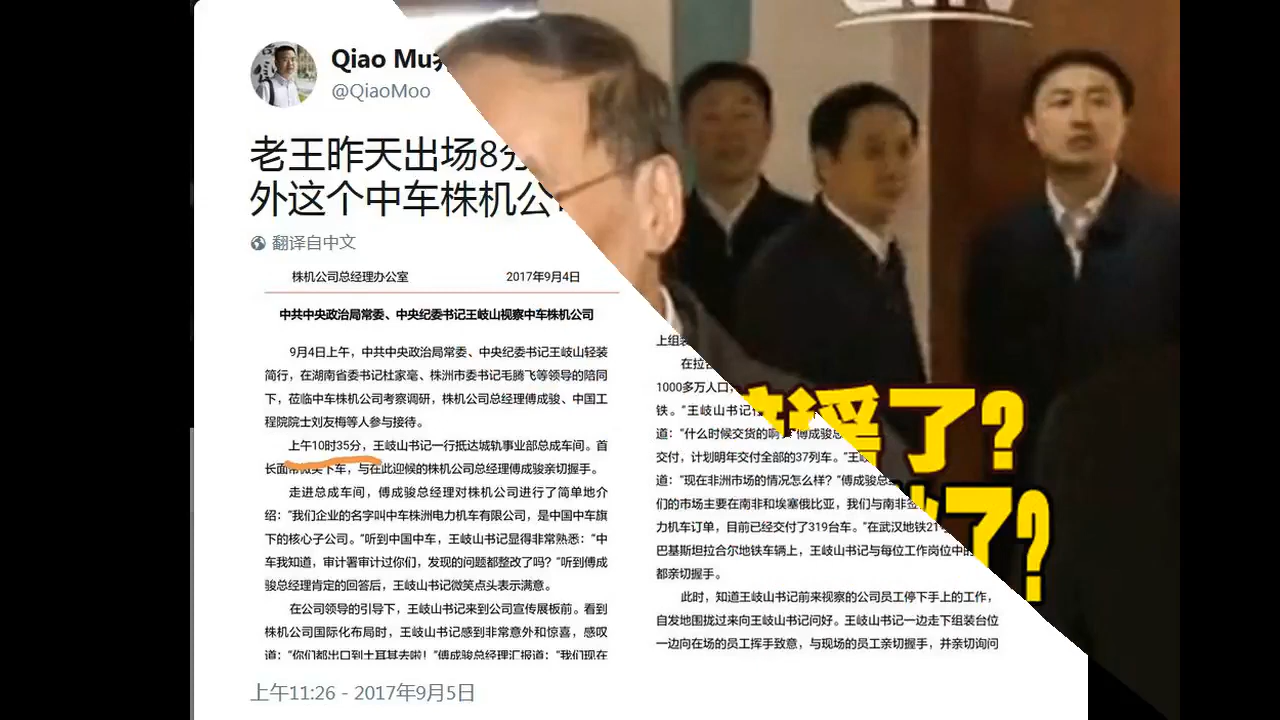 Qiao Mu
@QiaoMoo
老王昨天出场8分
外这个中车株机公
翻译自中文
株机公司总经理办公室 2017年9月4日
中共中央政治局常委、中央纪委书记王岐山视察中车株机公司
9月4日上午，中共中央政治局常委、中央纪委书记王岐山轻装
简行，在湖南省委书记杜家毫、株洲市委书记毛腾飞等领导的陪同
下，莅临中车株机公司考察调研，株机公司总经理傅成骏、中国工
程院院士刘友梅等人参与接待。
上午10时35分，王岐山书记一行抵达城轨事业部总成车间。首
长面带微笑下车，与在此迎候的株机公司总经理傅成骏亲切握手。
走进总成车间，傅成骏总经理对株机公司进行了简单地介
绍：“我们企业的名字叫中车株洲电力机车有限公司，是中国中车旗
下的核心子公司。”听到中国中车，王岐山书记显得非常熟悉：“中
车我知道，审计署审计过你们，发现的问题都整改了吗？”听到傅成
骏总经理肯定的回答后，王岐山书记微笑点头表示满意。
在公司领导的引导下，王岐山书记来到公司宣传展板前。看到
株机公司国际化布局时，王岐山书记感到非常意外和惊喜，感叹
道：“你们都出口到土耳其去啦！”傅成骏总经理汇报道：“我们现在
上组装
在拉合
1000多万人口，
铁。”王岐山书记
道：“什么时候交货的啊？”傅成骏总
交付，计划明年交付全部的37列车。”王岐
道：“现在非洲市场的情况怎么样？”傅成骏总经
们的市场主要在南非和埃塞俄比亚，我们与南非签
力机车订单，目前已经交付了319台车。”在武汉地铁21
巴基斯坦拉合尔地铁车辆上，王岐山书记与每位工作岗位中的
都亲切握手。
此时，知道王岐山书记前来视察的公司员工停下手上的工作，
自发地围拢过来向王岐山书记问好。王岐山书记一边走下组装台位
一边向在场的员工挥手致意，与现场的员工亲切握手，并亲切询问
上午11:26 - 2017年9月5日
谣了？
了？